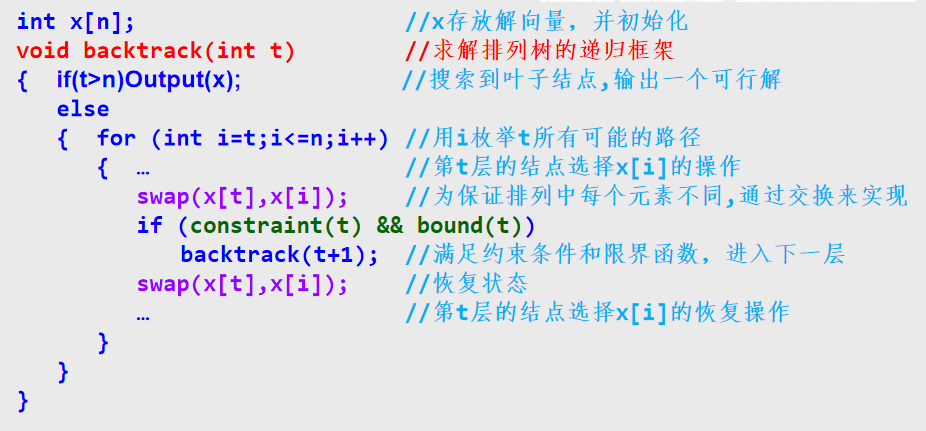 int x[n]; //x存放解向量，并初始化
void backtrack(int t) //求解排列树的递归框架
{ if(t>n)Output(x); //搜索到叶子结点,输出一个可行解
else
{ for (int i=t;i<=n;i++) //用i枚举t所有可能的路径
{ … //第t层的结点选择x[i]的操作
swap(x[t],x[i]); //为保证排列中每个元素不同,通过交换来实现
if (constraint(t) && bound(t))
backtrack(t+1); //满足约束条件和限界函数，进入下一层
swap(x[t],x[i]); //恢复状态
… //第t层的结点选择x[i]的恢复操作
}
}
}